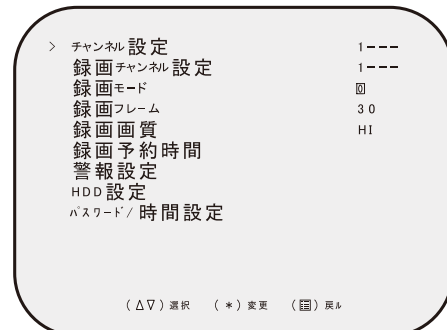 > チャンネル設定 1---
録画チャンネル設定 1---
録画モード 回
録画フレーム 30
録画画質 HI
録画予約時間
警報設定
HDD設定
パスワード/時間設定
(△▽) 選択 (*) 変更 (目) 戻ル